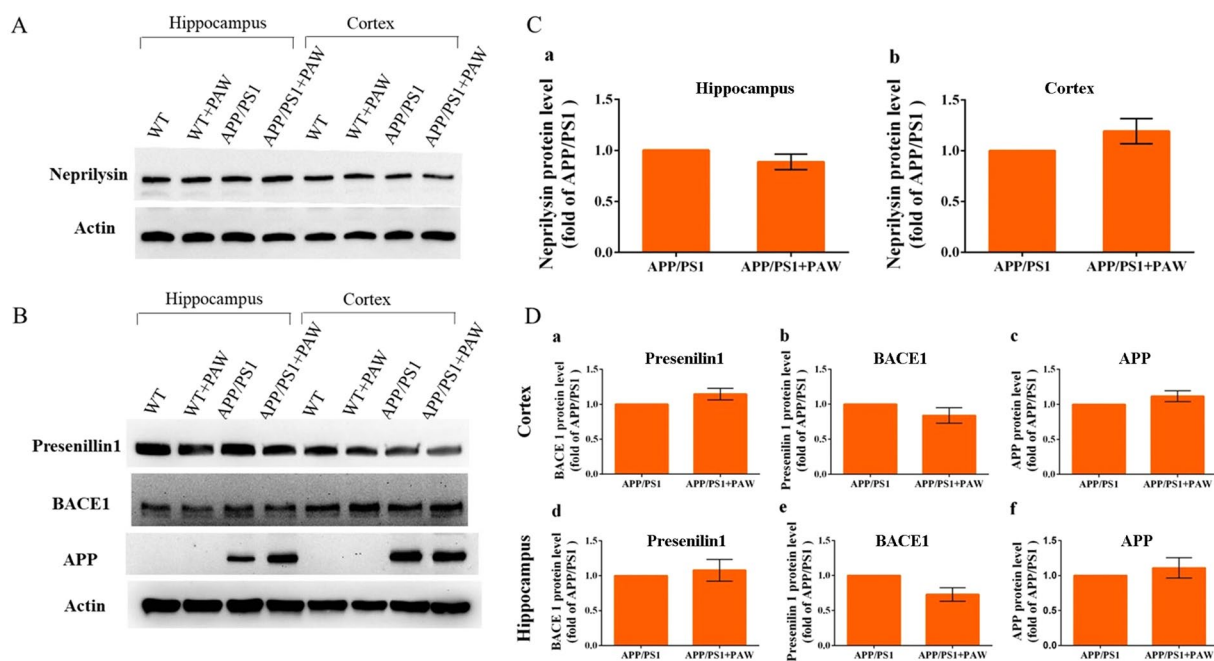 A
Hippocampus
Cortex
WT
WT+PAW
APP/PS1
APP/PS1+PAW
WT
WT+PAW
APP/PS1
APP/PS1+PAW
Neprilysin
Actin
B
Hippocampus
Cortex
WT
WT+PAW
APP/PS1
APP/PS1+PAW
WT
WT+PAW
APP/PS1
APP/PS1+PAW
Presenillin1
BACE1
APP
Actin
C
a
Hippocampus
Neprilysin protein level
(fold of APP/PS1 )
1.5
1.0
0.5
0.0
APP/PS1
APP/PS1+PAW
b
Cortex
Neprilysin protein level
(fold of APP/PS1 )
1.5
1.0
0.5
0.0
APP/PS1
APP/PS1+PAW
D
Cortex
a
Presenilin1
BACE 1 protein level
(fold of APP/PS1)
1.5
1.0
0.5
0.0
APP/PS1
APP/PS1+PAW
b
BACE1
Presenilin 1 protein level
(fold of APP/PS1)
1.5
1.0
0.5
0.0
APP/PS1
APP/PS1+PAW
c
APP
APP protein level
(fold of APP/PS1)
1.5
1.0
0.5
0.0
APP/PS1
APP/PS1+PAW
Hippocampus
d
Presenilin1
BACE 1 protein level
(fold of APP/PS1)
1.5
1.0
0.5
0.0
APP/PS1
APP/PS1+PAW
e
BACE1
Presenilin 1 protein level
(fold of APP/PS1)
1.5
1.0
0.5
0.0
APP/PS1
APP/PS1+PAW
f
APP
APP protein level
(fold of APP/PS1)
1.5
1.0
0.5
0.0
APP/PS1
APP/PS1+PAW